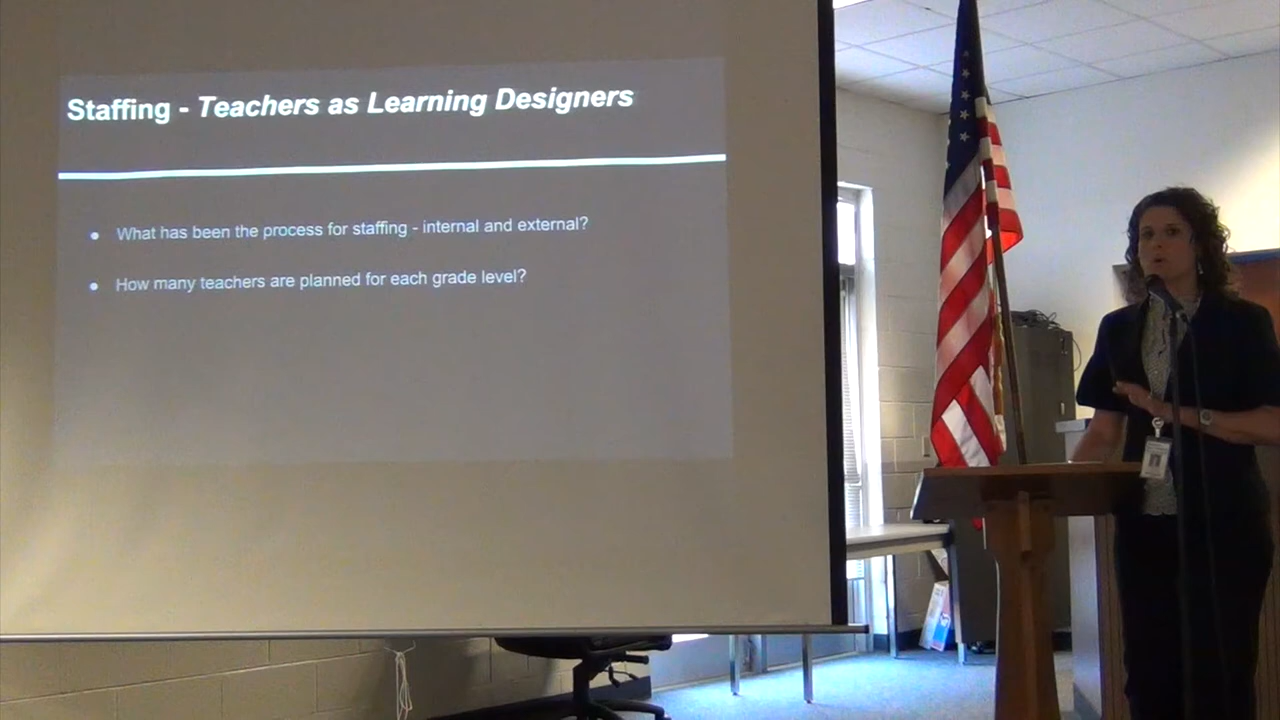 Staffing - Teachers as Learning Designers
● What has been the process for staffing - internal and external?
● How many teachers are planned for each grade level?